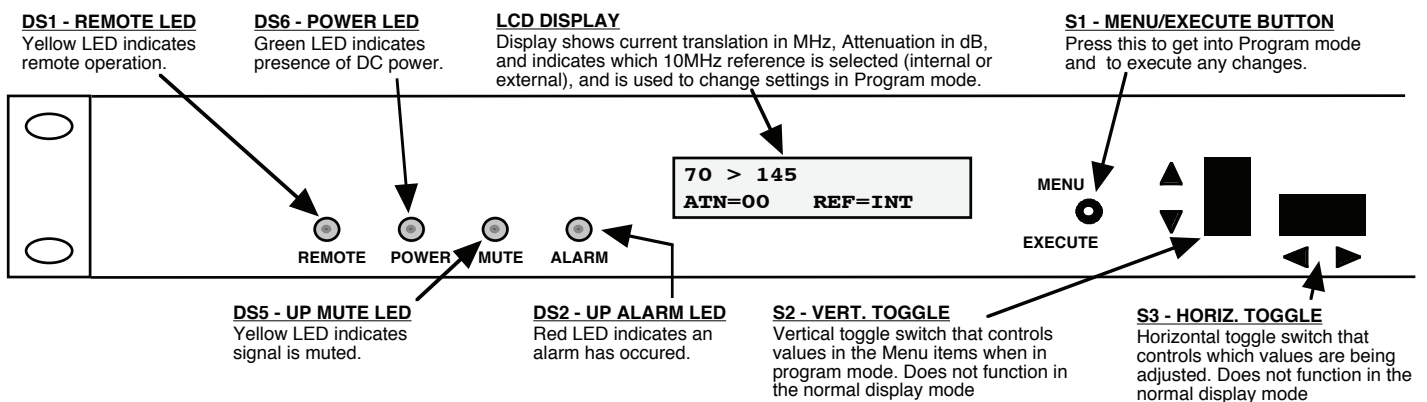 DS1 - REMOTE LED
Yellow LED indicates
remote operation.
DS6 - POWER LED
Green LED indicates
presence of DC power.
LCD DISPLAY
Display shows current translation in MHz, Attenuation in dB,
and indicates which 10MHz reference is selected (internal or
external), and is used to change settings in Program mode.
S1 - MENU/EXECUTE BUTTON
Press this to get into Program mode
and to execute any changes.
70 > 145
ATN=00 REF=INT
MENU
EXECUTE
REMOTE
POWER
MUTE
ALARM
DS5 - UP MUTE LED
Yellow LED indicates
signal is muted.
DS2 - UP ALARM LED
Red LED indicates an
alarm has occured.
S2 - VERT. TOGGLE
Vertical toggle switch that controls
values in the Menu items when in
program mode. Does not function in
the normal display mode
S3 - HORIZ. TOGGLE
Horizontal toggle switch that
controls which values are being
adjusted. Does not function in the
normal display mode